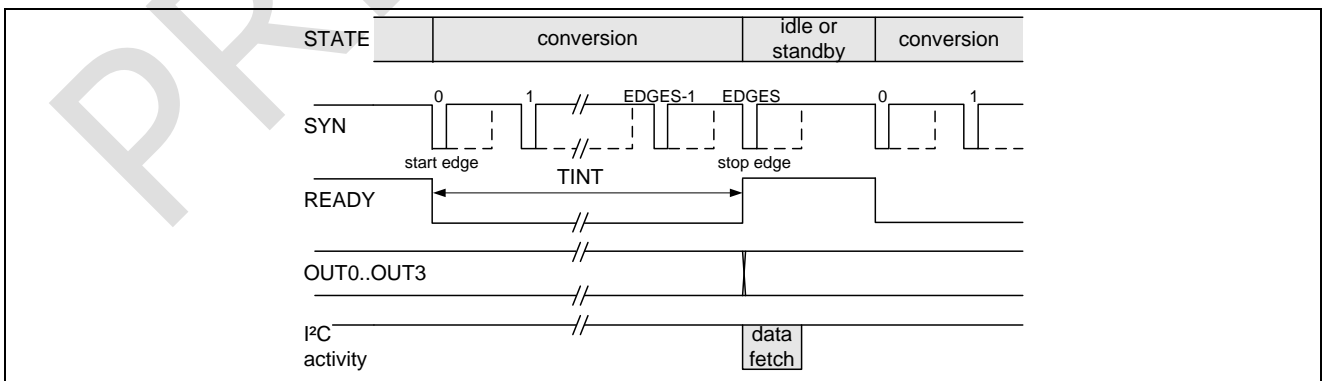 STATE
conversion
idle or
standby
conversion
0 1 EDGES-1 EDGES 0 1
SYN
start edge
stop edge
TINT
READY
OUT0..OUT3
I²C
activity
data
fetch